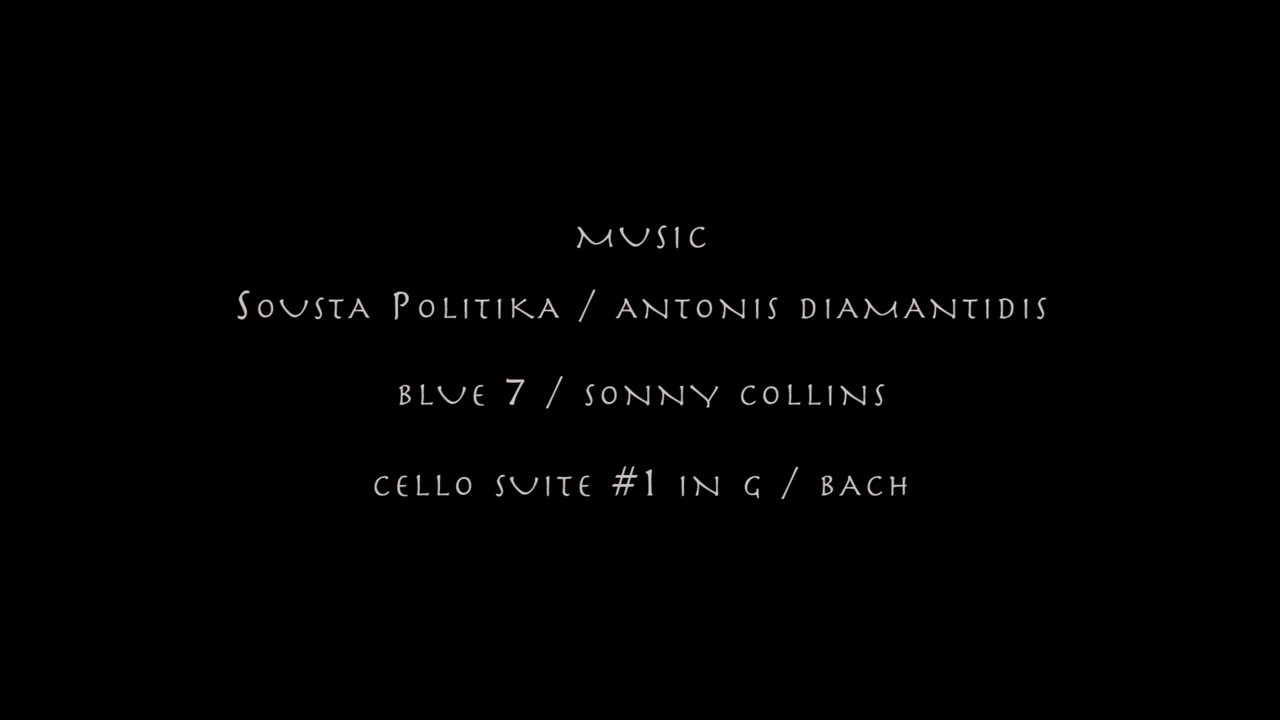 MUSIC
SOUSTA POLITIKA / ANTONIS DIAMANTIDIS
BLUE 7 / SONNY COLLINS
CELLO SUITE #1 IN G / BACH